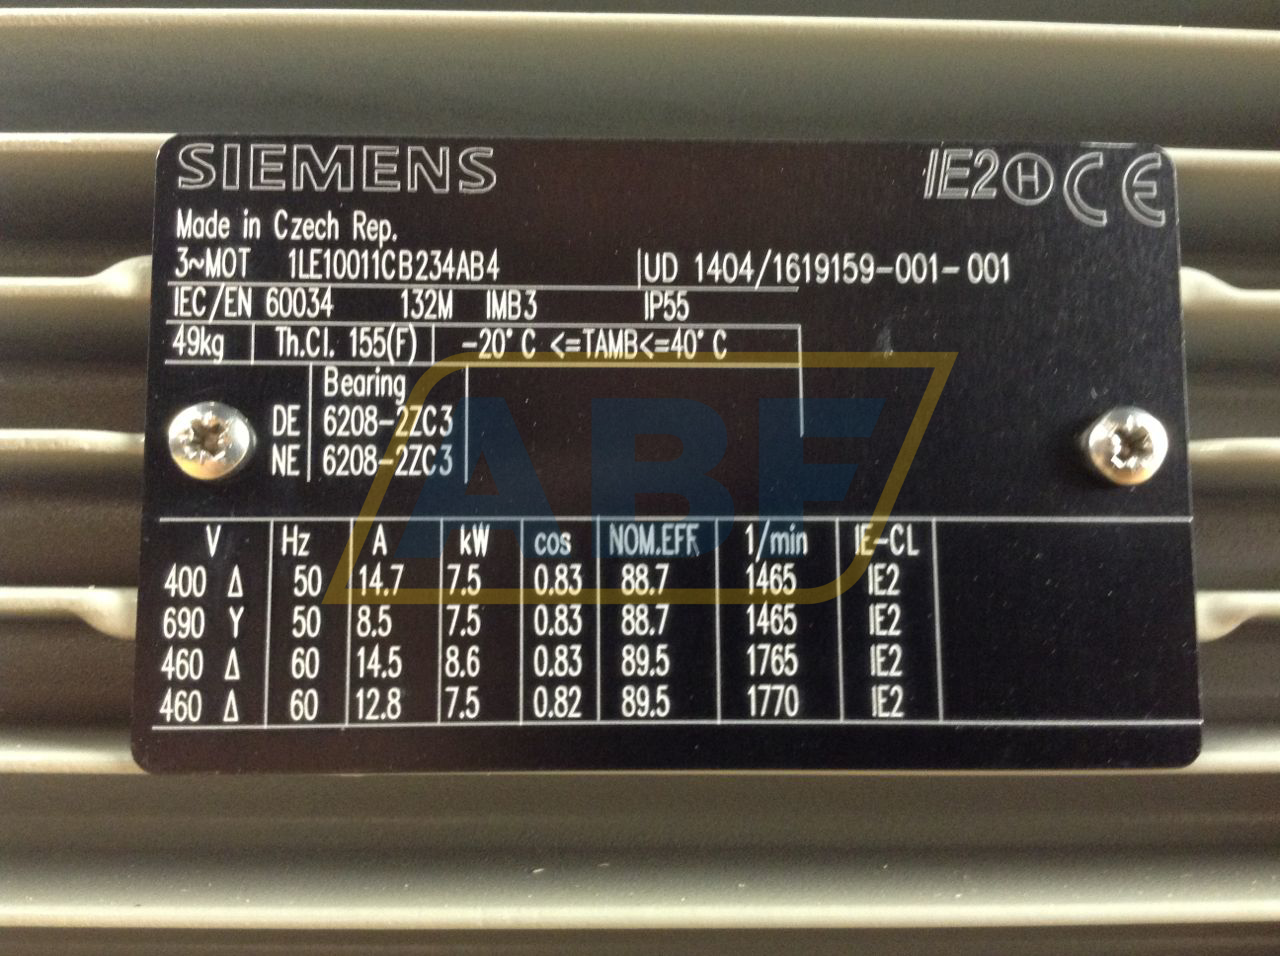 SIEMENS IE2 H CE
Made in Czech Rep.
3~MOT 1LE10011CB234AB4 UD 1404/1619159-001-001
IEC/EN 60034 132M IMB3 IP55
49kg Th.Cl. 155(F) -20° C <=TAMB<=40° C
Bearing
DE 6208-2ZC3
NE 6208-2ZC3
ABF
V Hz A kW cos NOM.EFF 1/min IE-CL
400 Δ 50 14.7 7.5 0.83 88.7 1465 IE2
690 Y 50 8.5 7.5 0.83 88.7 1465 IE2
460 Δ 60 14.5 8.6 0.83 89.5 1765 IE2
460 Δ 60 12.8 7.5 0.82 89.5 1770 IE2